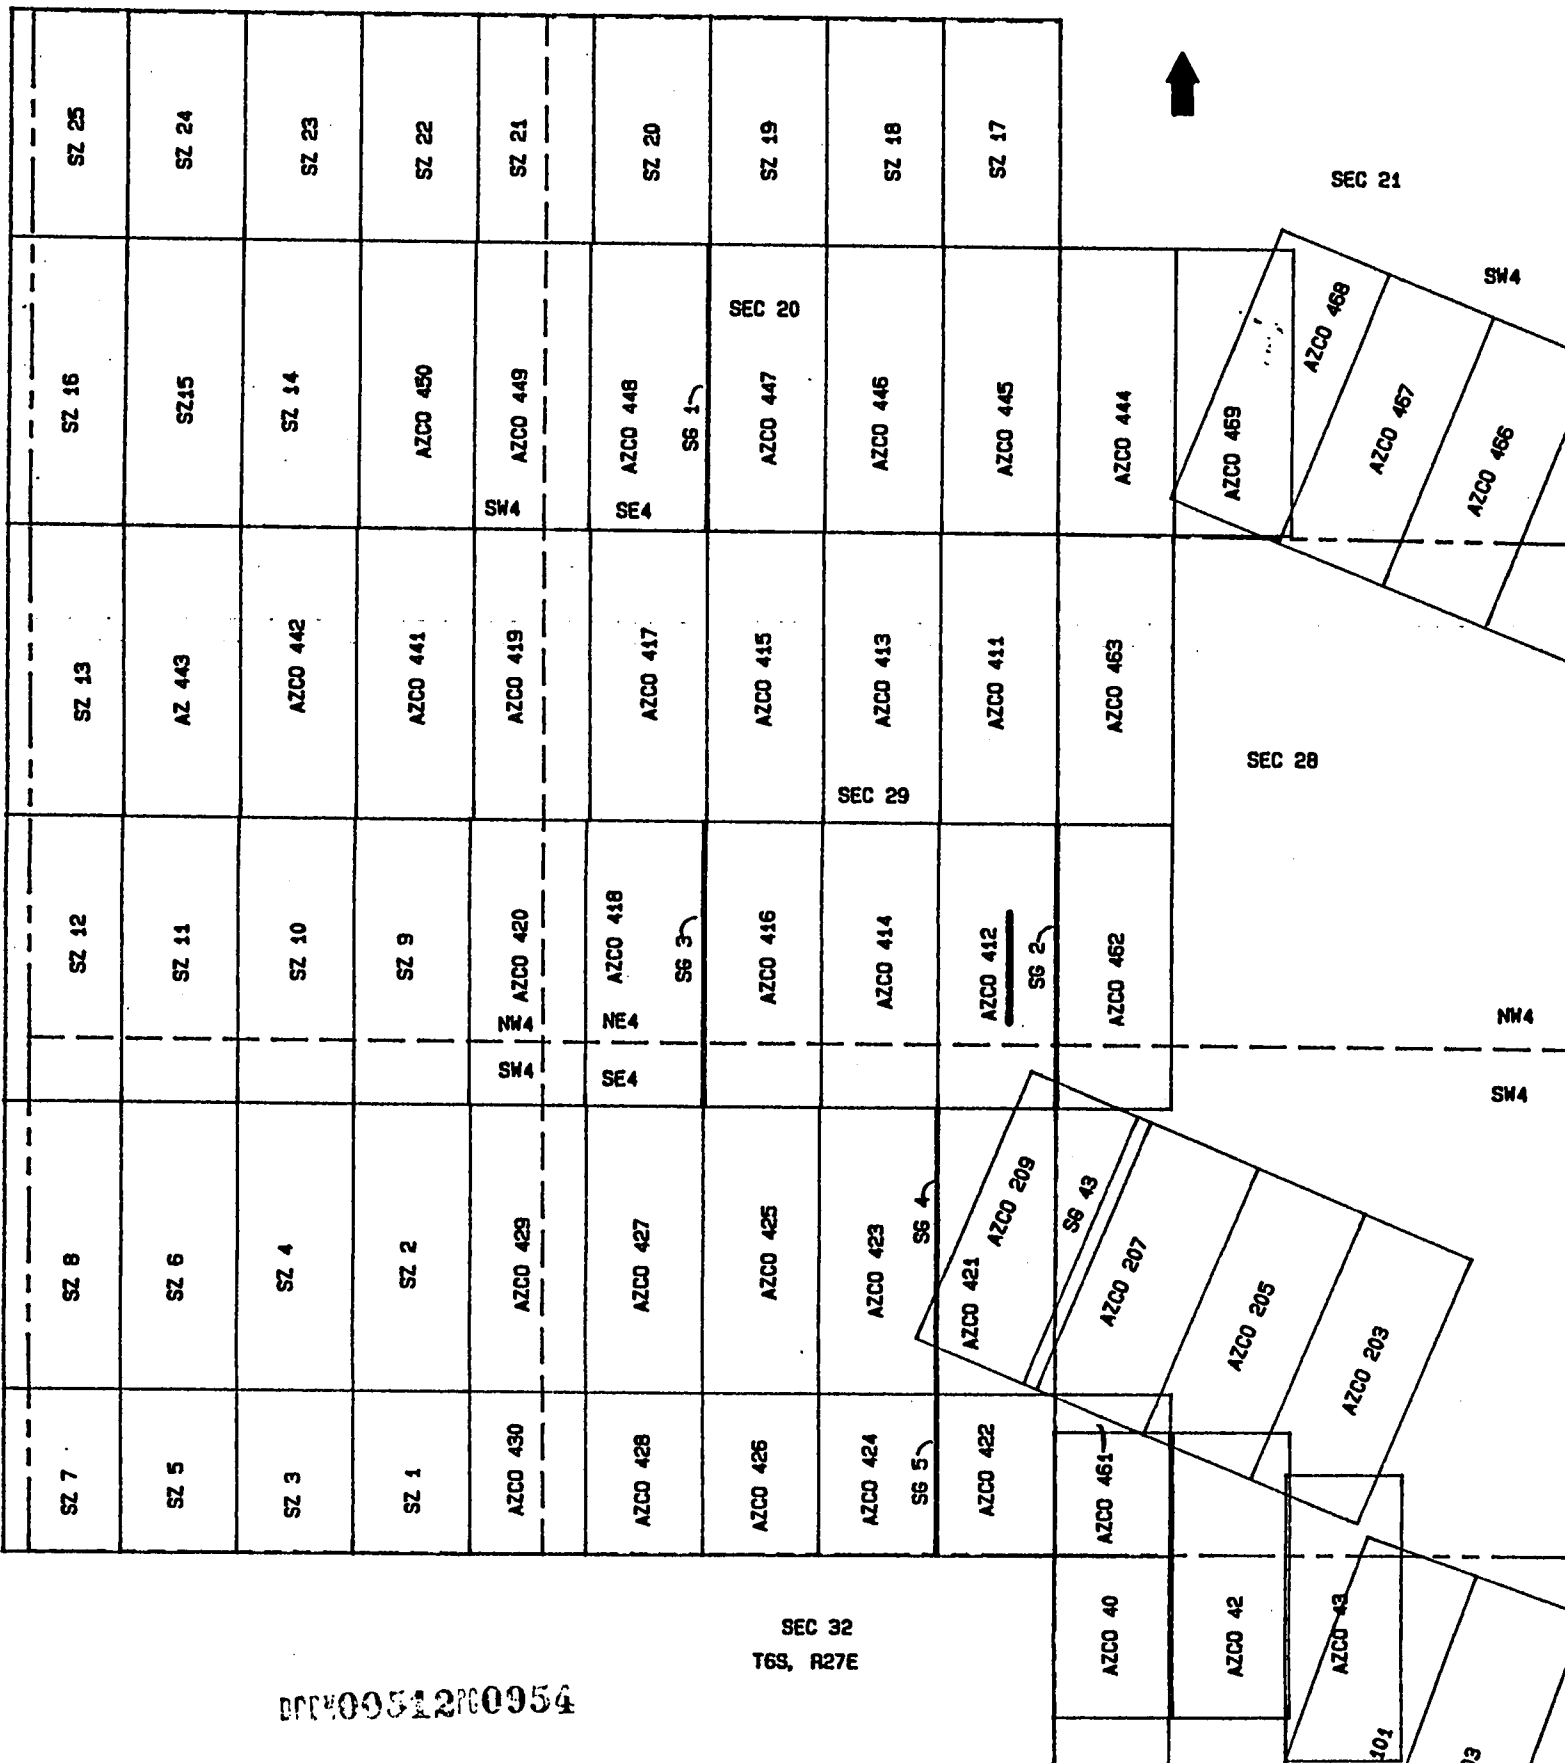 SZ 25
SZ 24
SZ 23
SZ 22
SZ 21
SZ 20
SZ 19
SZ 18
SZ 17
SEC 21
SW4
SZ 16
SZ15
SZ 14
AZCO 450
AZCO 449
SW4
AZCO 448
SE4
SG 1
SEC 20
AZCO 447
AZCO 446
AZCO 445
AZCO 444
AZCO 469
AZCO 468
AZCO 467
AZCO 466
SZ 13
AZ 443
AZCO 442
AZCO 441
AZCO 419
AZCO 417
AZCO 415
AZCO 413
SEC 29
AZCO 411
AZCO 463
SEC 28
SZ 12
SZ 11
SZ 10
SZ 9
AZCO 420
NW4
AZCO 418
NE4
SG 3
AZCO 416
AZCO 414
AZCO 412
SG 2
AZCO 462
NW4
SW4
SE4
SW4
SZ 8
SZ 6
SZ 4
SZ 2
AZCO 429
AZCO 427
AZCO 425
AZCO 423
SG 4
AZCO 421
AZCO 209
SG 43
AZCO 207
AZCO 205
AZCO 203
SZ 7
SZ 5
SZ 3
SZ 1
AZCO 430
AZCO 428
AZCO 426
AZCO 424
SG 5
AZCO 422
AZCO 461
AZCO 40
AZCO 42
AZCO 43
101
03
SEC 32
T6S, R27E
09512 0954